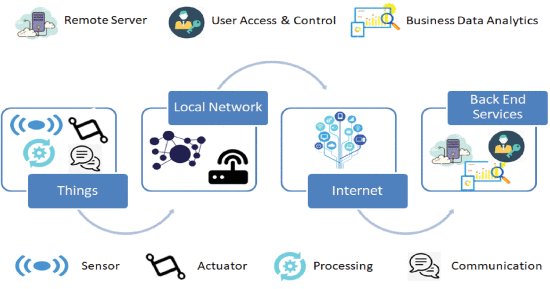 Remote Server
User Access & Control
Business Data Analytics
Local Network
Back End
Services
Things
Internet
Sensor
Actuator
Processing
Communication